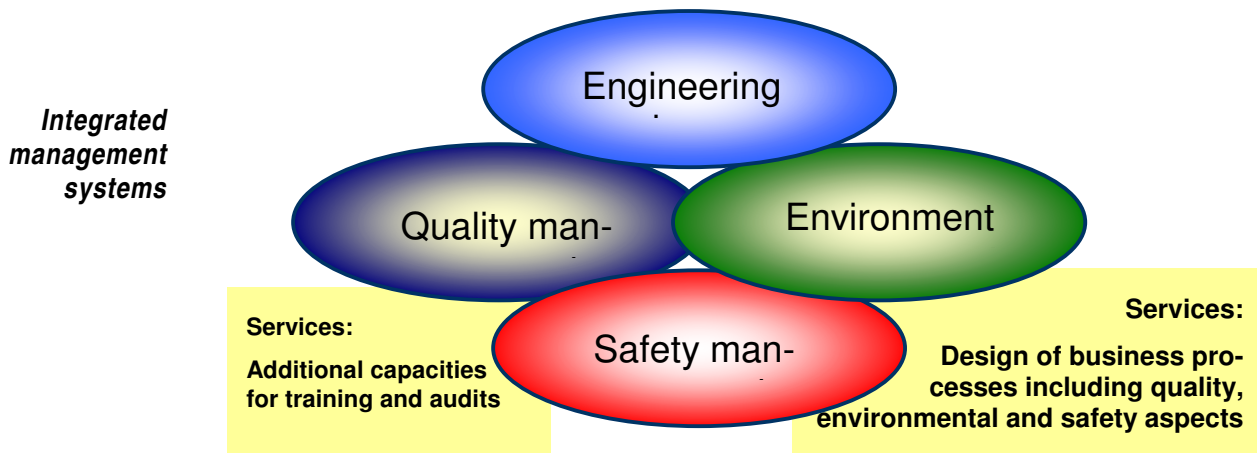 Engineering
Integrated
management
systems
Quality man-
Environment
Safety man-
Services:
Additional capacities
for training and audits
Services:
Design of business pro-
cesses including quality,
environmental and safety aspects